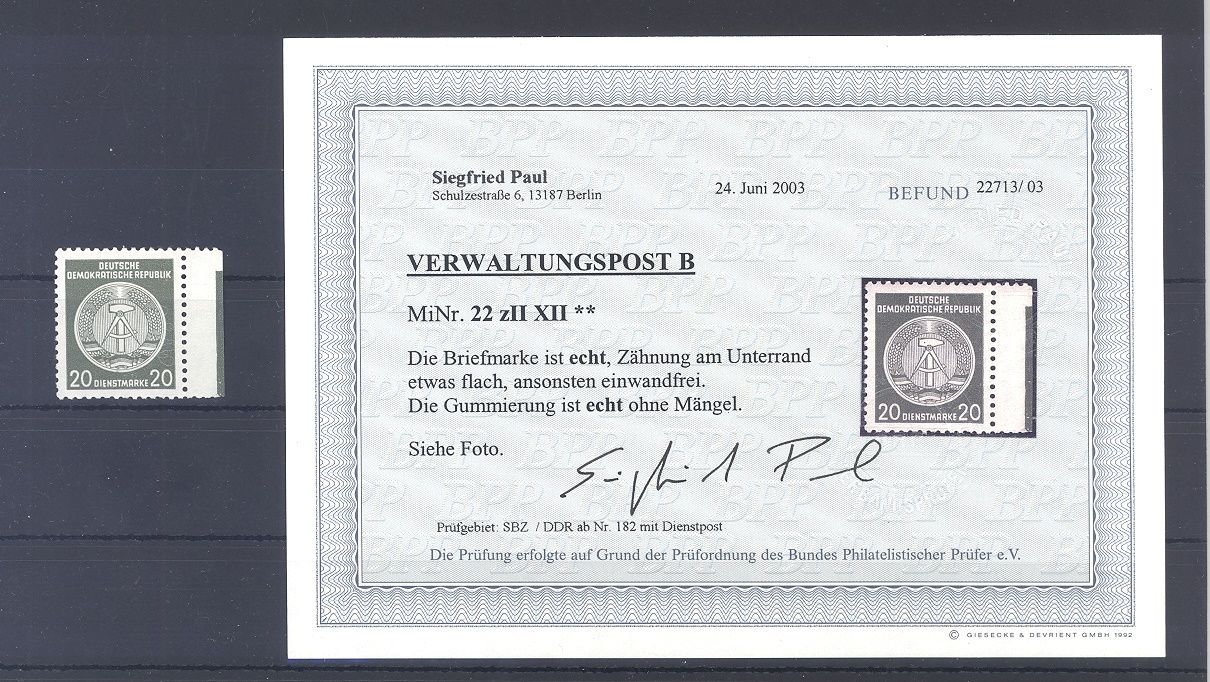 DEUTSCHE
DEMOKRATISCHE REPUBLIK
20 DIENSTMARKE 20
Siegfried Paul
Schulzestraße 6, 13187 Berlin
24. Juni 2003
BEFUND 22713/ 03
VERWALTUNGSPOST B
MiNr. 22 zII XII **
Die Briefmarke ist echt, Zähnung am Unterrand
etwas flach, ansonsten einwandfrei.
Die Gummierung ist echt ohne Mängel.
Siehe Foto.
DEUTSCHE
DEMOKRATISCHE REPUBLIK
20 DIENSTMARKE 20
Siegfried Paul
Prüfgebiet: SBZ / DDR ab Nr. 182 mit Dienstpost
Die Prüfung erfolgte auf Grund der Prüfordnung des Bundes Philatelistischer Prüfer e.V.
© GIESECKE & DEVRIENT GMBH 1992
BPP